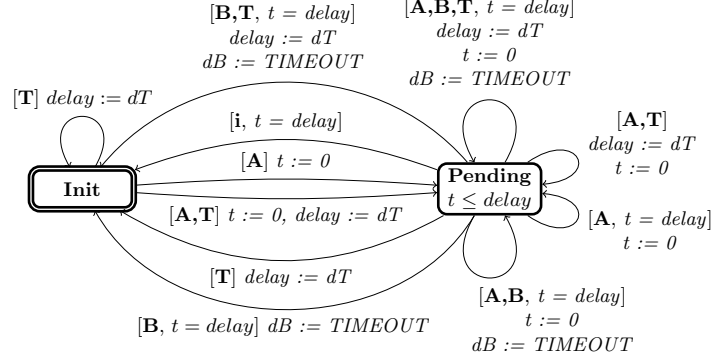 [B,T, t = delay]
delay := dT
dB := TIMEOUT
[A,B,T, t = delay]
delay := dT
t := 0
dB := TIMEOUT
[T] delay := dT
[i, t = delay]
[A] t := 0
[A,T]
delay := dT
t := 0
Init
Pending
t ≤ delay
[A,T] t := 0, delay := dT
[A, t = delay]
t := 0
[T] delay := dT
[B, t = delay] dB := TIMEOUT
[A,B, t = delay]
t := 0
dB := TIMEOUT